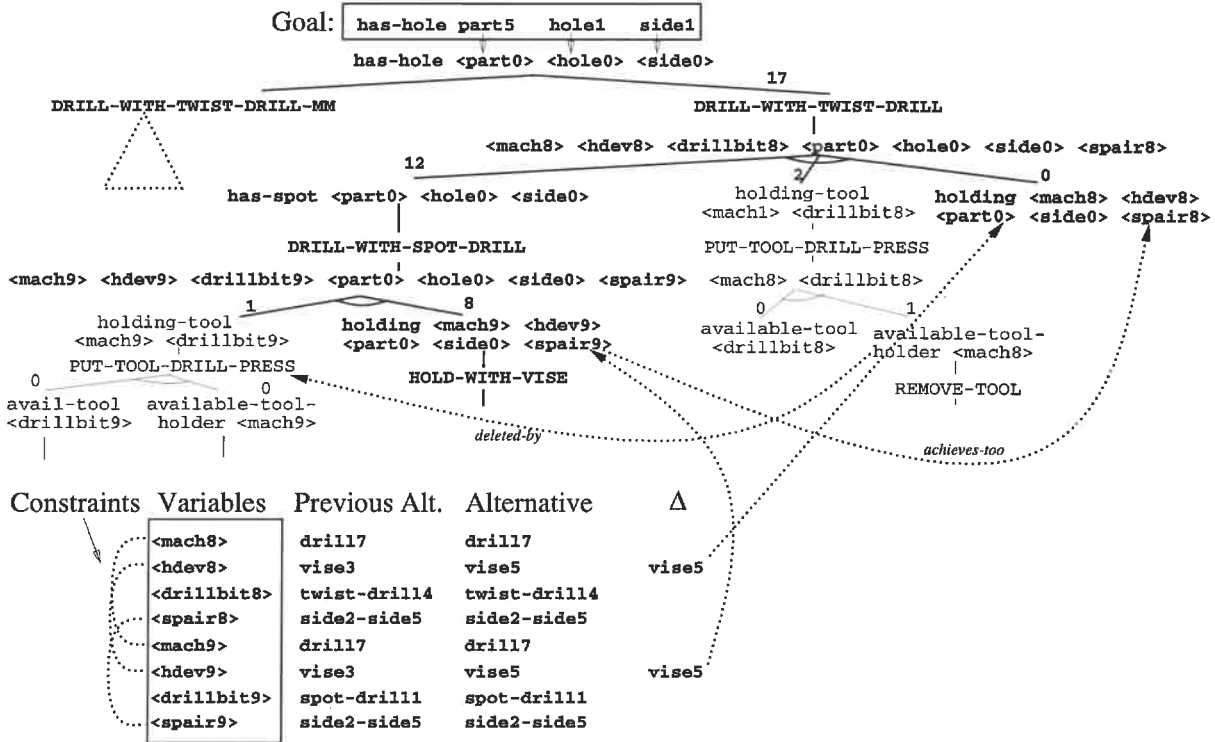 Goal: has-hole part5 hole1 side1
has-hole <part0> <hole0> <side0>
17
DRILL-WITH-TWIST-DRILL-MM DRILL-WITH-TWIST-DRILL
<mach8> <hdev8> <drillbit8> <part0> <hole0> <side0> <spair8>
12 2 0
has-spot <part0> <hole0> <side0>
holding-tool
<mach1> <drillbit8>
holding <mach8> <hdev8>
<part0> <side0> <spair8>
DRILL-WITH-SPOT-DRILL
PUT-TOOL-DRILL-PRESS
<mach9> <hdev9> <drillbit9> <part0> <hole0> <side0> <spair9>
<mach8> <drillbit8>
1 8 0 1
holding-tool
<mach9> <drillbit9>
holding <mach9> <hdev9>
<part0> <side0> <spair9>
available-tool
<drillbit8>
available-tool-
holder <mach8>
PUT-TOOL-DRILL-PRESS
HOLD-WITH-VISE
REMOVE-TOOL
0 0
avail-tool
<drillbit9>
available-tool-
holder <mach9>
deleted-by
achieves-too
Constraints Variables Previous Alt. Alternative Δ
<mach8> drill7 drill7
<hdev8> vise3 vise5 vise5
<drillbit8> twist-drill4 twist-drill4
<spair8> side2-side5 side2-side5
<mach9> drill7 drill7
<hdev9> vise3 vise5 vise5
<drillbit9> spot-drill1 spot-drill1
<spair9> side2-side5 side2-side5